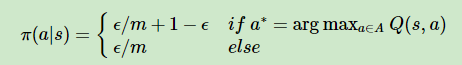 π(a|s) = { ϵ/m + 1 − ϵ if a* = arg max_{a∈A} Q(s, a)
ϵ/m else